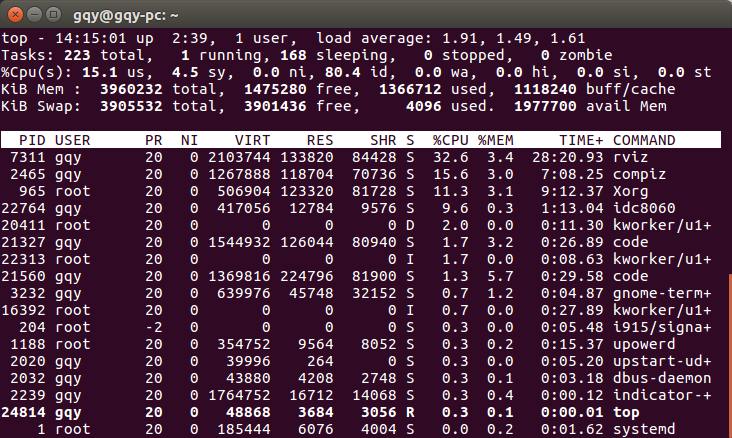 gqy@gqy-pc: ~
top - 14:15:01 up  2:39,  1 user,  load average: 1.91, 1.49, 1.61
Tasks: 223 total,   1 running, 168 sleeping,   0 stopped,   0 zombie
%Cpu(s): 15.1 us,  4.5 sy,  0.0 ni, 80.4 id,  0.0 wa,  0.0 hi,  0.0 si,  0.0 st
KiB Mem :  3960232 total,  1475280 free,  1366712 used,  1118240 buff/cache
KiB Swap:  3905532 total,  3901436 free,     4096 used.  1977700 avail Mem
  PID USER      PR  NI    VIRT    RES    SHR S  %CPU %MEM     TIME+ COMMAND
 7311 gqy       20   0 2103744 133820  84428 S  32.6  3.4  28:20.93 rviz
 2465 gqy       20   0 1267888 118704  70736 S  15.6  3.0   7:08.25 compiz
  965 root      20   0  506904 123320  81728 S  11.3  3.1   9:12.37 Xorg
22764 gqy       20   0  417056  12784   9576 S   9.6  0.3   1:13.04 idc8060
20411 root      20   0       0      0      0 D   2.0  0.0   0:11.30 kworker/u1+
21327 gqy       20   0 1544932 126044  80940 S   1.7  3.2   0:26.89 code
22313 root      20   0       0      0      0 I   1.7  0.0   0:08.63 kworker/u1+
21560 gqy       20   0 1369816 224796  81900 S   1.3  5.7   0:29.58 code
 3232 gqy       20   0  639976  45748  32152 S   0.7  1.2   0:04.87 gnome-term+
16392 root      20   0       0      0      0 I   0.7  0.0   0:27.89 kworker/u1+
  204 root      -2   0       0      0      0 S   0.3  0.0   0:05.48 i915/signa+
 1188 root      20   0  354752   9564   8052 S   0.3  0.2   0:15.37 upowerd
 2020 gqy       20   0   39996    264      0 S   0.3  0.0   0:05.20 upstart-ud+
 2032 gqy       20   0   43880   4208   2748 S   0.3  0.1   0:03.18 dbus-daemon
 2239 gqy       20   0 1764752  16712  14068 S   0.3  0.4   0:00.12 indicator-+
24814 gqy       20   0   48868   3684   3056 R   0.3  0.1   0:00.01 top
    1 root      20   0  185444   6076   4004 S   0.0  0.2   0:01.62 systemd